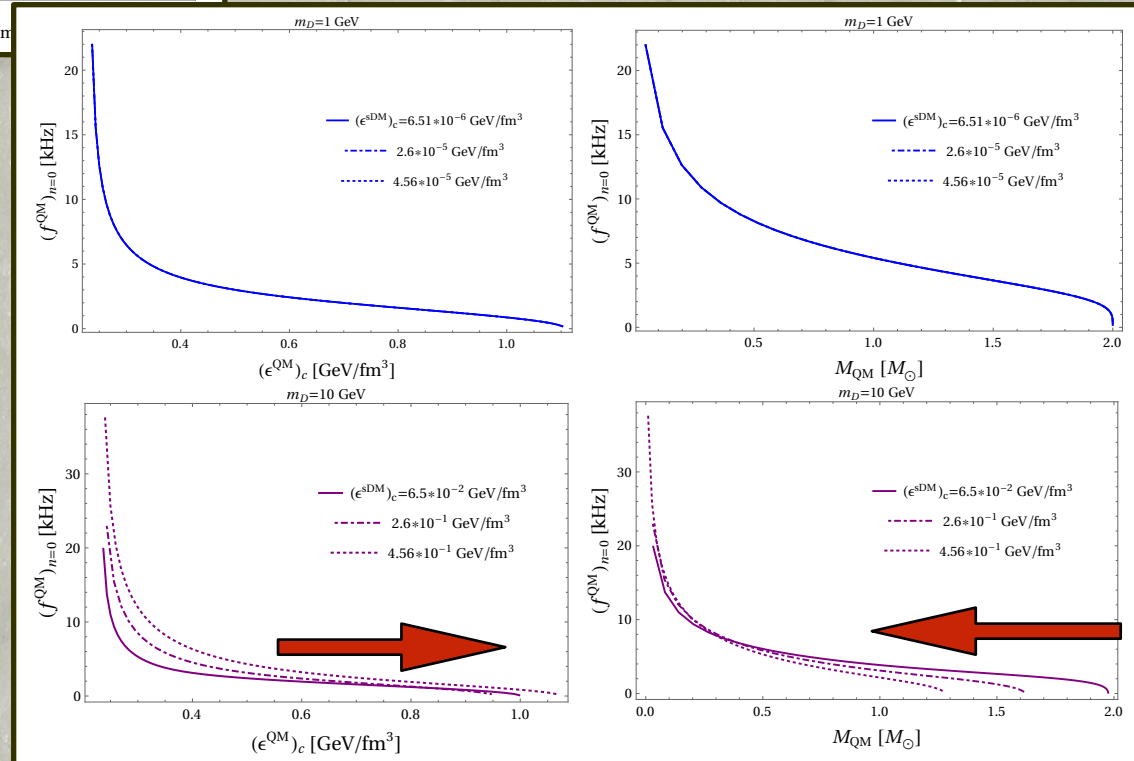 m
m_D=1 GeV
(f^QM)_n=0 [kHz]
20
15
10
5
0
(ϵ^sDM)_c=6.51*10^-6 GeV/fm^3
2.6*10^-5 GeV/fm^3
4.56*10^-5 GeV/fm^3
0.4 0.6 0.8 1.0
(ϵ^QM)_c [GeV/fm^3]
m_D=1 GeV
(f^QM)_n=0 [kHz]
20
15
10
5
0
(ϵ^sDM)_c=6.51*10^-6 GeV/fm^3
2.6*10^-5 GeV/fm^3
4.56*10^-5 GeV/fm^3
0.5 1.0 1.5 2.0
M_QM [M_⊙]
m_D=10 GeV
(f^QM)_n=0 [kHz]
30
20
10
0
(ϵ^sDM)_c=6.5*10^-2 GeV/fm^3
2.6*10^-1 GeV/fm^3
4.56*10^-1 GeV/fm^3
0.4 0.6 0.8 1.0
(ϵ^QM)_c [GeV/fm^3]
m_D=10 GeV
(f^QM)_n=0 [kHz]
30
20
10
0
(ϵ^sDM)_c=6.5*10^-2 GeV/fm^3
2.6*10^-1 GeV/fm^3
4.56*10^-1 GeV/fm^3
0.0 0.5 1.0 1.5 2.0
M_QM [M_⊙]